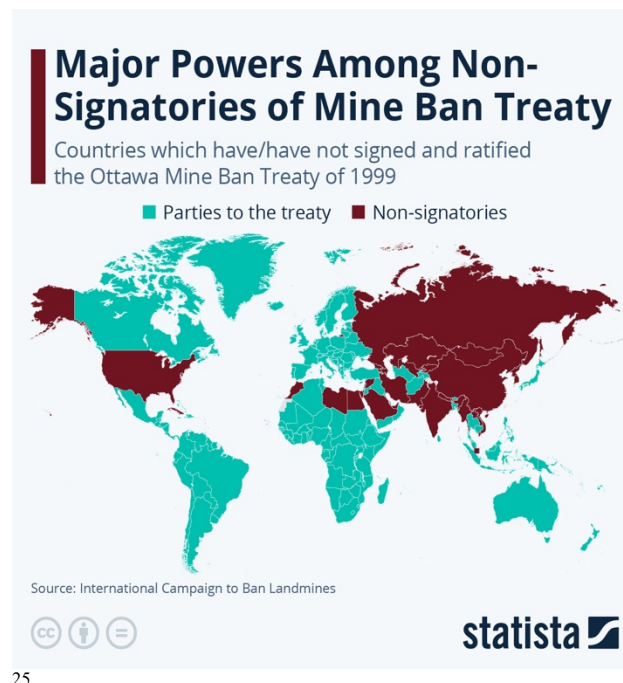 Major Powers Among Non-
Signatories of Mine Ban Treaty
Countries which have/have not signed and ratified
the Ottawa Mine Ban Treaty of 1999
Parties to the treaty Non-signatories
Source: International Campaign to Ban Landmines
cc
statista
25